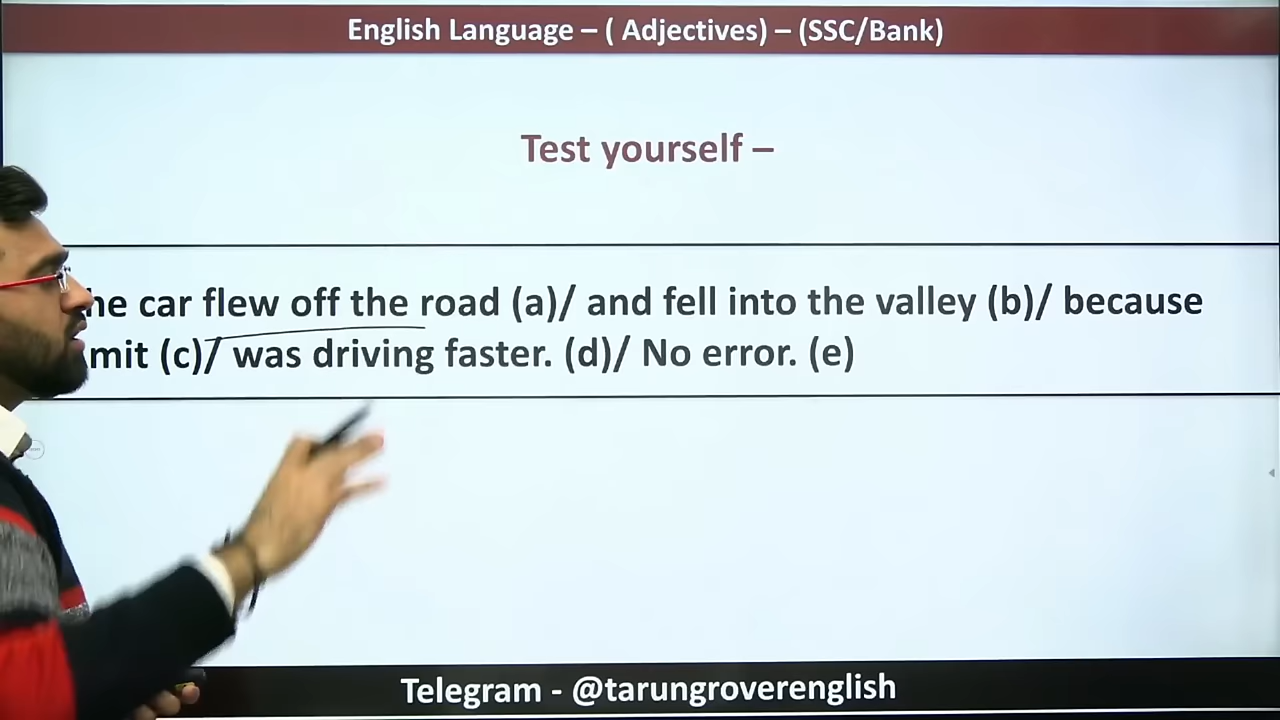 English Language – ( Adjectives) – (SSC/Bank)
Test yourself –
he car flew off the road (a)/ and fell into the valley (b)/ because
mit (c)/ was driving faster. (d)/ No error. (e)
Telegram - @tarungroverenglish